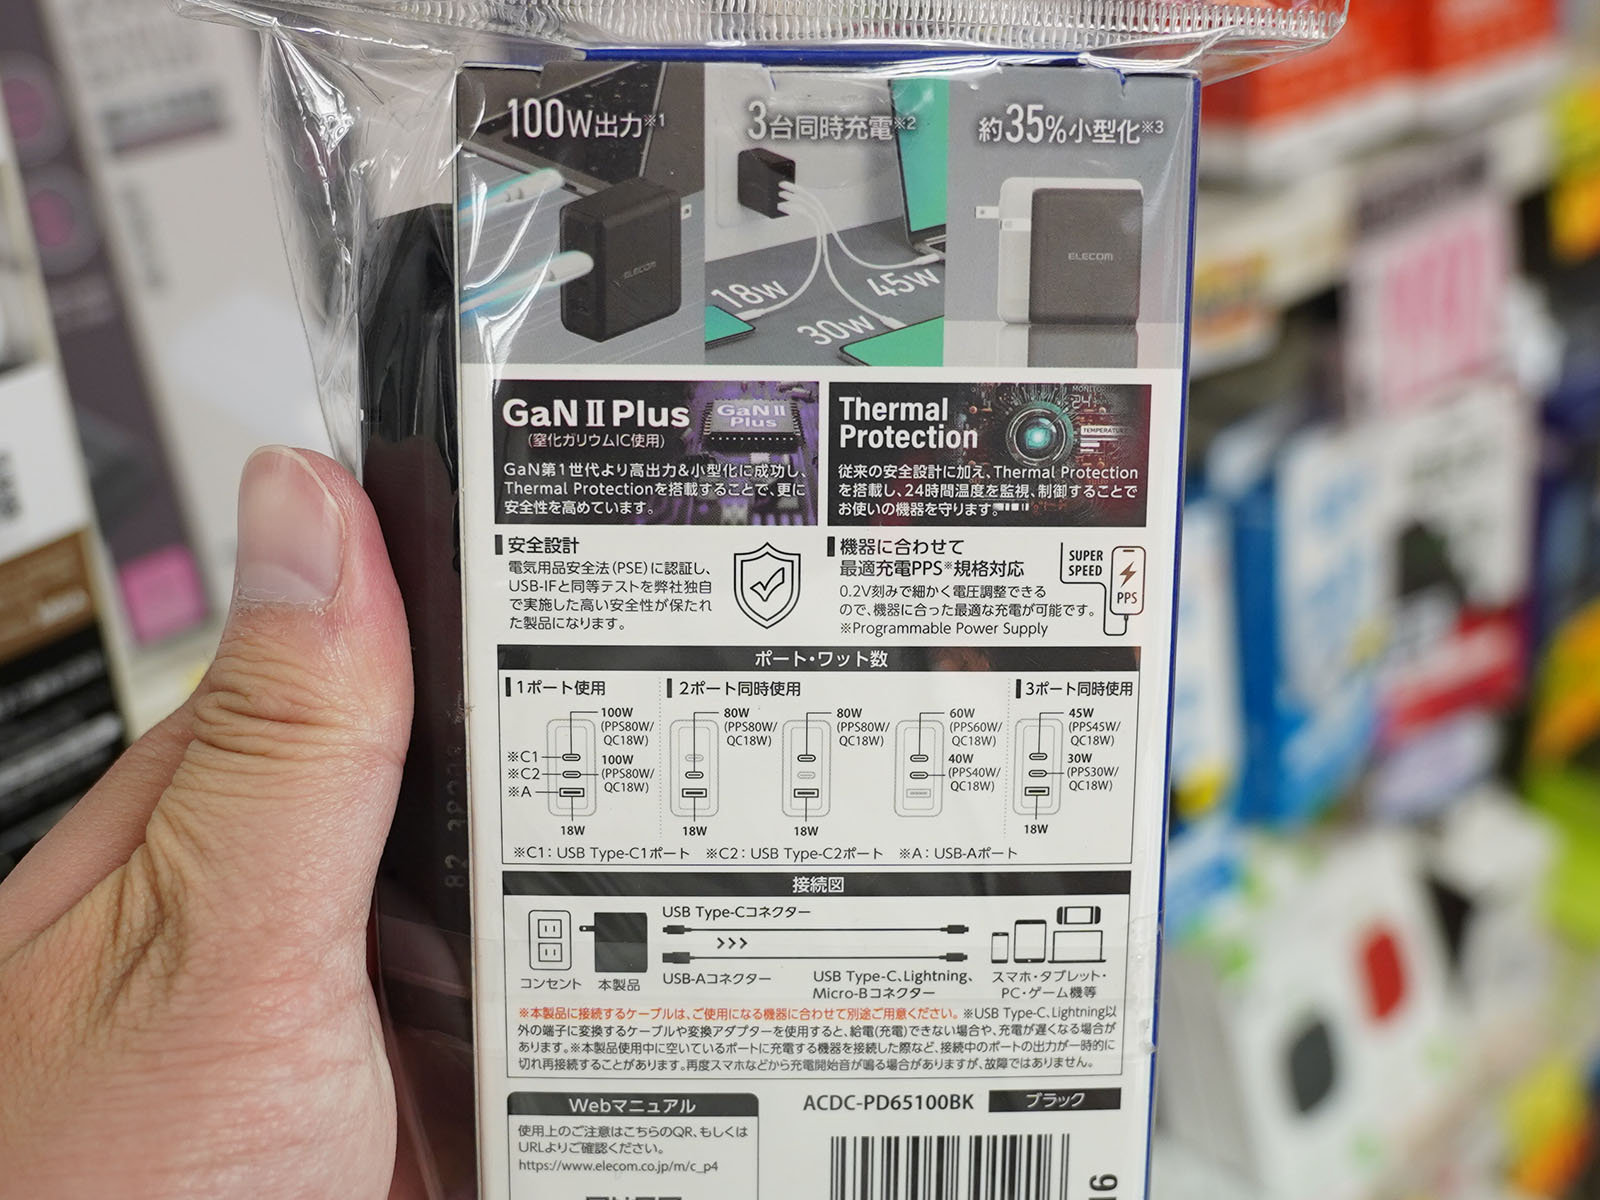 100W出力※1
3台同時充電※2
約35%小型化※3
ELECOM
18W
30W
45W
ELECOM
GaN II Plus
(窒化ガリウムIC使用)
GaN II
Plus
GaN第1世代より高出力&小型化に成功し、
Thermal Protectionを搭載することで、更に
安全性を高めています。
Thermal
Protection
MONITO
24
TEMPERATUR
従来の安全設計に加え、Thermal Protection
を搭載し、24時間温度を監視、制御することで
お使いの機器を守ります。
安全設計
電気用品安全法(PSE)に認証し、
USB-IFと同等テストを弊社独自
で実施した高い安全性が保たれ
た製品になります。
機器に合わせて
最適充電PPS※規格対応
0.2V刻みで細かく電圧調整できる
ので、機器に合った最適な充電が可能です。
※Programmable Power Supply
SUPER
SPEED
PPS
ポート・ワット数
1ポート使用
※C1
※C2
※A
100W
(PPS80W/
QC18W)
100W
(PPS80W/
QC18W)
18W
2ポート同時使用
80W
(PPS80W/
QC18W)
18W
80W
(PPS80W/
QC18W)
18W
60W
(PPS60W/
QC18W)
40W
(PPS40W/
QC18W)
3ポート同時使用
45W
(PPS45W/
QC18W)
30W
(PPS30W/
QC18W)
18W
※C1：USB Type-C1ポート ※C2：USB Type-C2ポート ※A：USB-Aポート
接続図
USB Type-Cコネクター
コンセント
本製品
USB-Aコネクター
USB Type-C、Lightning、
Micro-Bコネクター
スマホ・タブレット・
PC・ゲーム機等
※本製品に接続するケーブルは、ご使用になる機器に合わせて別途ご用意ください。※USB Type-C、Lightning以
外の端子に変換するケーブルや変換アダプターを使用すると、給電(充電)できない場合や、充電が遅くなる場合が
あります。※本製品使用中に空いているポートに充電する機器を接続した際など、接続中のポートの出力が一時的に
切れ再接続することがあります。再度スマホなどから充電開始音が鳴る場合がありますが、故障ではありません。
Webマニュアル
使用上のご注意はこちらのQR、もしくは
URLよりご確認ください。
https://www.elecom.co.jp/m/c_p4
ACDC-PD65100BK
ブラック